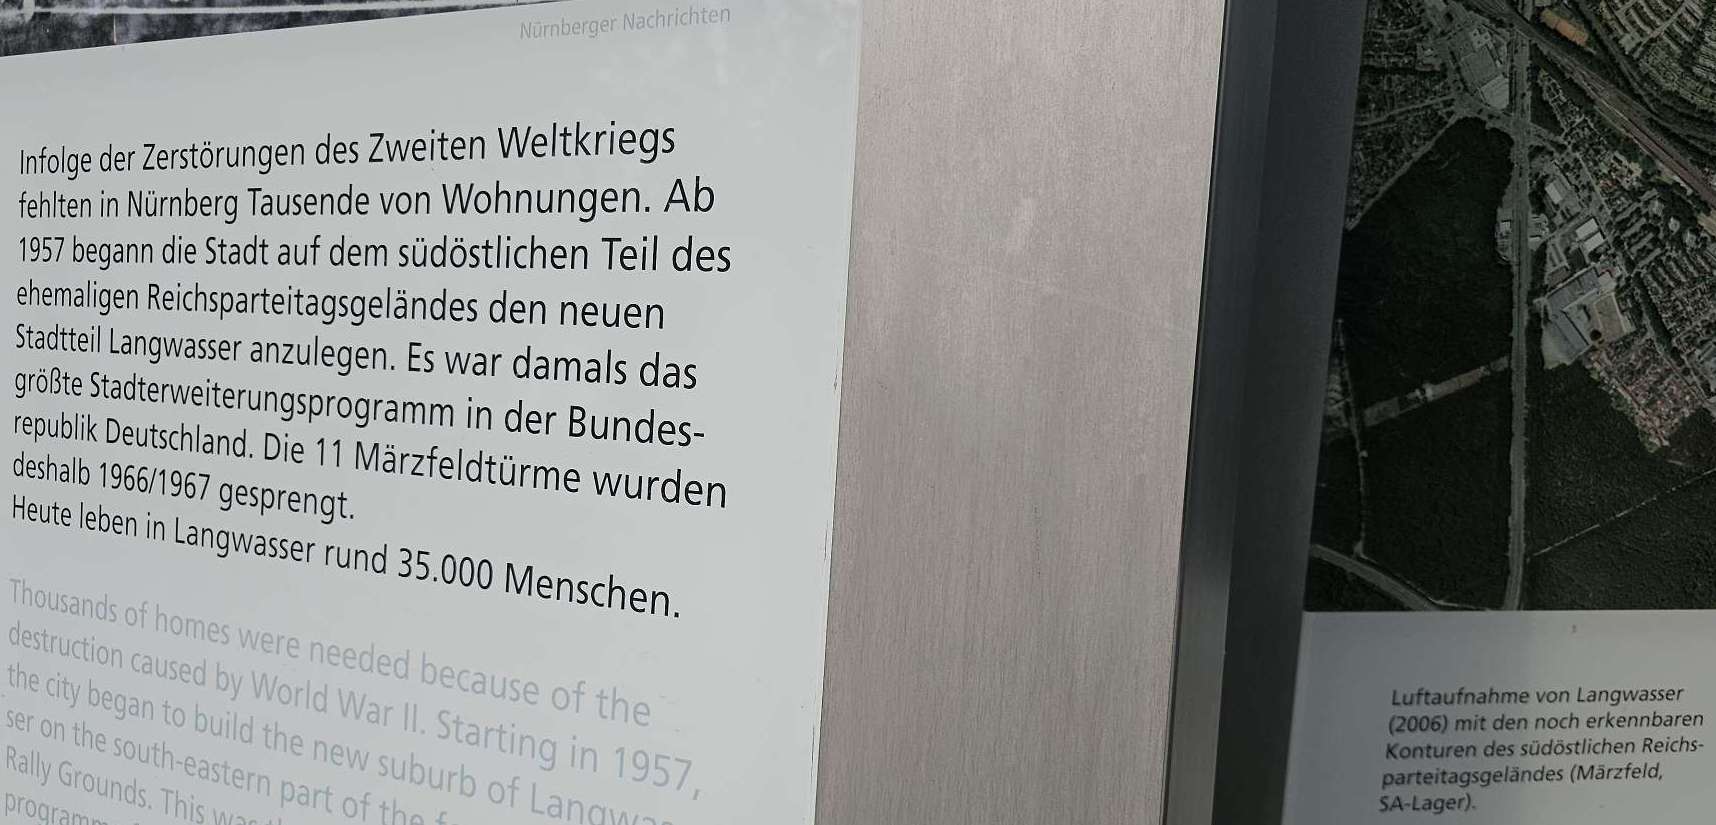 Nürnberger Nachrichten
Infolge der Zerstörungen des Zweiten Weltkriegs
fehlten in Nürnberg Tausende von Wohnungen. Ab
1957 begann die Stadt auf dem südöstlichen Teil des
ehemaligen Reichsparteitagsgeländes den neuen
Stadtteil Langwasser anzulegen. Es war damals das
größte Stadterweiterungsprogramm in der Bundes-
republik Deutschland. Die 11 Märzfeldtürme wurden
deshalb 1966/1967 gesprengt.
Heute leben in Langwasser rund 35.000 Menschen.
Thousands of homes were needed because of the
destruction caused by World War II. Starting in 1957,
the city began to build the new suburb of Langwas-
ser on the south-eastern part of the
Rally Grounds. This was
Luftaufnahme von Langwasser
(2006) mit den noch erkennbaren
Konturen des südöstlichen Reichs-
parteitagsgeländes (Märzfeld,
SA-Lager).